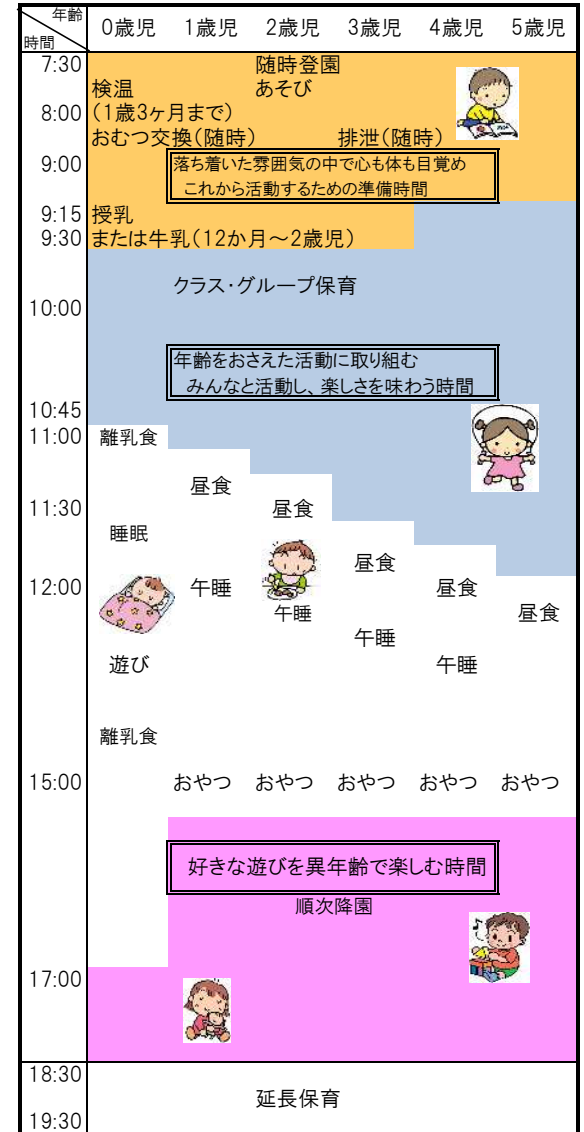 年齢
時間
0歳児 1歳児 2歳児 3歳児 4歳児 5歳児
7:30 随時登園
検温 あそび
8:00 (1歳3ヶ月まで)
おむつ交換(随時) 排泄(随時)
9:00 落ち着いた雰囲気の中で心も体も目覚め
これから活動するための準備時間
9:15 授乳
9:30 または牛乳(12か月～2歳児)
クラス・グループ保育
10:00
年齢をおさえた活動に取り組む
みんなと活動し、楽しさを味わう時間
10:45
11:00 離乳食
昼食
11:30 昼食
睡眠
昼食
12:00 午睡 昼食
午睡 昼食
午睡
遊び 午睡
離乳食
15:00 おやつ おやつ おやつ おやつ おやつ
好きな遊びを異年齢で楽しむ時間
順次降園
17:00
18:30
延長保育
19:30